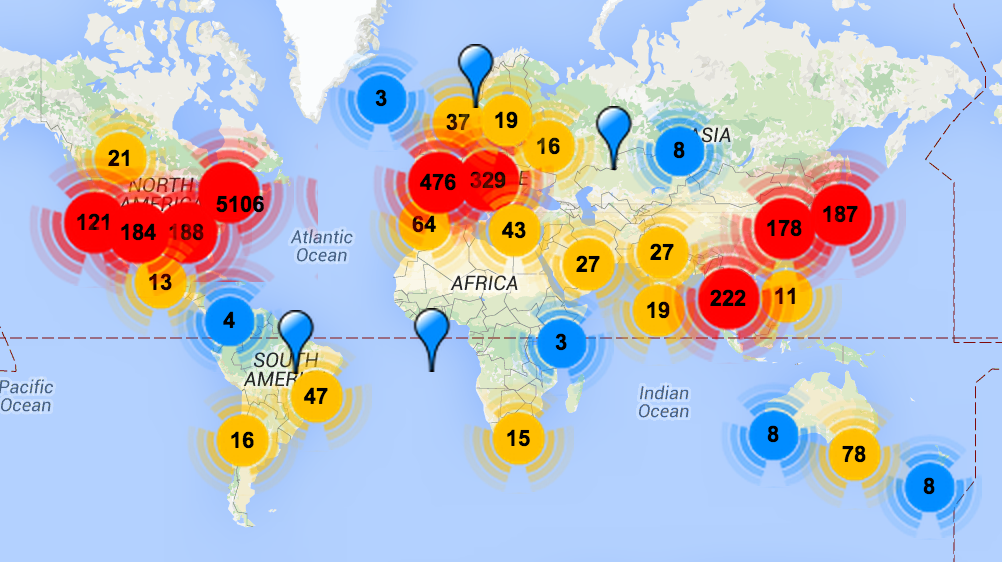 3
37
19
16
8
ASIA
21
NORTH
AMERICA
5106
476
329
E
121
184
188
64
43
178
187
Atlantic
Ocean
13
27
27
AFRICA
19
222
11
4
3
SOUTH
AMERI
47
Pacific
Ocean
Indian
Ocean
16
15
8
78
8